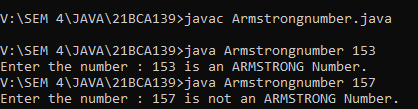 V:\SEM 4\JAVA\21BCA139>javac Armstrongnumber.java
V:\SEM 4\JAVA\21BCA139>java Armstrongnumber 153
Enter the number : 153 is an ARMSTRONG Number.
V:\SEM 4\JAVA\21BCA139>java Armstrongnumber 157
Enter the number : 157 is not an ARMSTRONG Number.